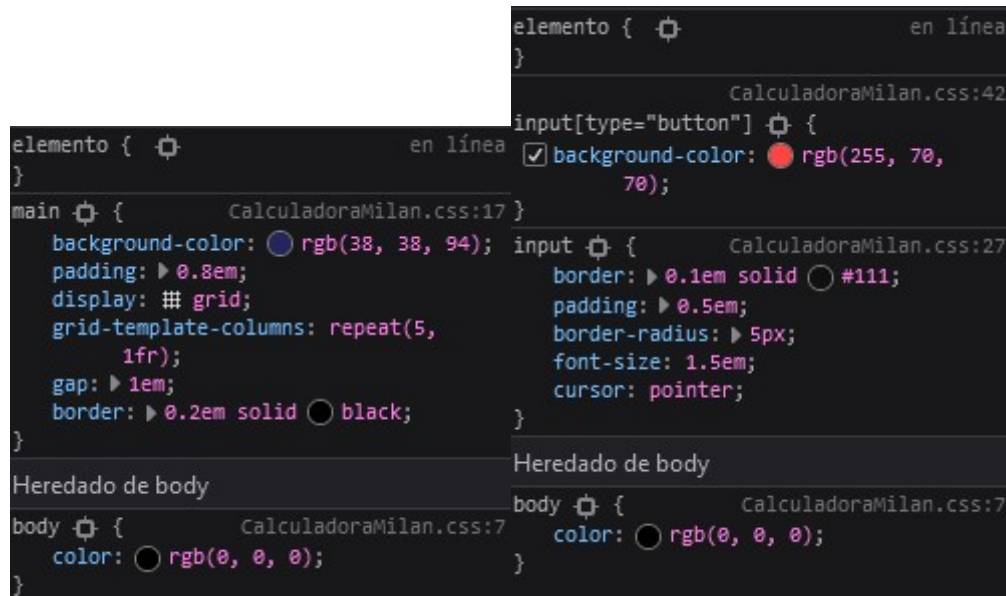 elemento { en línea
}
main { CalculadoraMilan.css:17
background-color: rgb(38, 38, 94);
padding: 0.8em;
display: grid;
grid-template-columns: repeat(5,
1fr);
gap: 1em;
border: 0.2em solid black;
}
Heredado de body
body { CalculadoraMilan.css:7
color: rgb(0, 0, 0);
}
elemento { en línea
}
CalculadoraMilan.css:42
input[type="button"] {
background-color: rgb(255, 70,
70);
}
input { CalculadoraMilan.css:27
border: 0.1em solid #111;
padding: 0.5em;
border-radius: 5px;
font-size: 1.5em;
cursor: pointer;
}
Heredado de body
body { CalculadoraMilan.css:7
color: rgb(0, 0, 0);
}